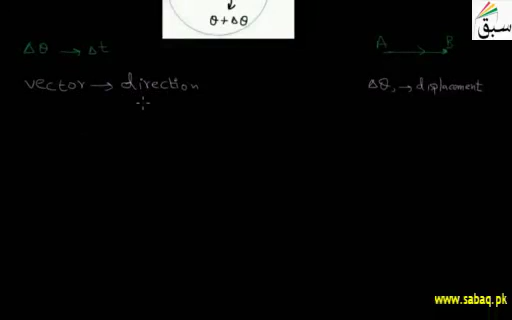 θ + Δθ
سبق
Δθ → Δt
A B
vector → direction
Δθ, → displacement
www.sabaq.pk